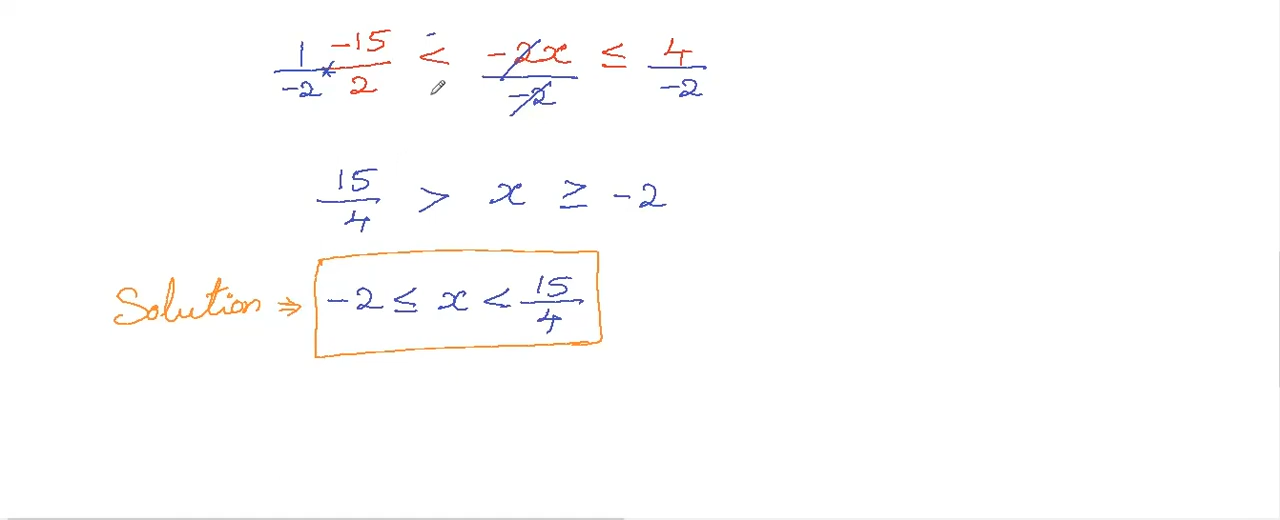 1/-2 * -15/2 < -2x/-2 ≤ 4/-2
15/4 > x ≥ -2
Solution ⇒ -2 ≤ x < 15/4